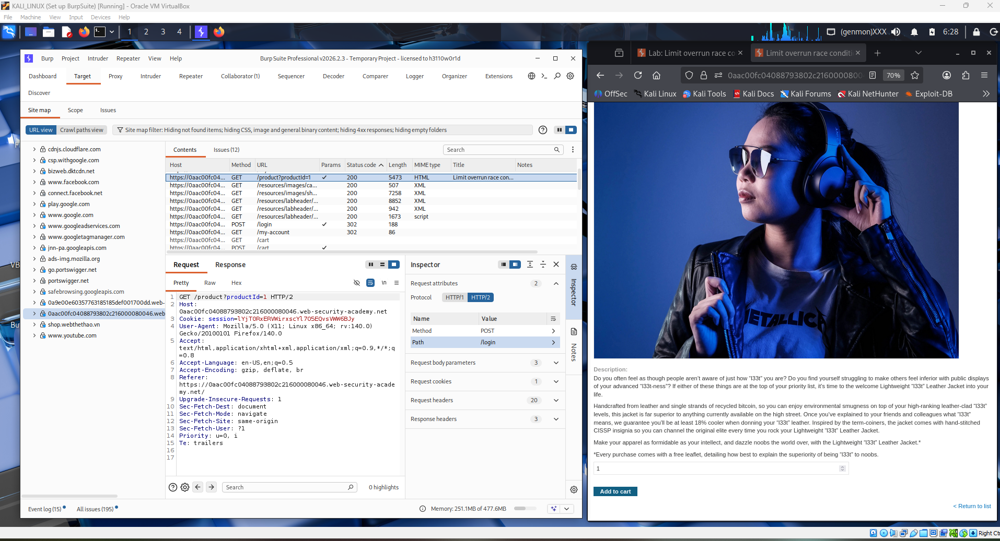 KALI_LINUX (Set up BurpSuite) [Running] - Oracle VM VirtualBox
File Machine View Input Devices Help
1 2 3 4
(genmon)XXX 6:28
Burp Project Intruder Repeater View Help
Burp Suite Professional v2026.2.3 - Temporary Project - licensed to h3110w0r1d
Dashboard Target Proxy Intruder Repeater Collaborator (1) Sequencer Decoder Comparer Logger Organizer Extensions
Discover
Site map Scope Issues
URL view Crawl paths view
Site map filter: Hiding not found items; hiding CSS, image and general binary content; hiding 4xx responses; hiding empty folders
cdnjs.cloudflare.com
csp.withgoogle.com
bizweb.dktcdn.net
www.facebook.com
connect.facebook.net
play.google.com
www.google.com
www.googleadservices.com
www.googletagmanager.com
jnn-pa.googleapis.com
ads-img.mozilla.org
go.portswigger.net
portswigger.net
safebrowsing.googleapis.com
0a9e00e60357763185185def001700dd.web-
0aac00fc04088793802c216000080046.web
shop.webthethao.vn
www.youtube.com
Contents Issues (12)
Search
Host Method URL Params Status code Length MIME type Title Notes
https://0aac00fc04... GET /product?productId=1 ✓ 200 5473 HTML Limit overrun race con...
https://0aac00fc04... GET /resources/images/ca... 200 507 XML
https://0aac00fc04... GET /resources/images/sh... 200 7258 XML
https://0aac00fc04... GET /resources/labheader/... 200 8852 XML
https://0aac00fc04... GET /resources/labheader/... 200 942 XML
https://0aac00fc04... GET /resources/labheader/... 200 1673 script
https://0aac00fc04... POST /login ✓ 302 188
https://0aac00fc04... GET /my-account 302 86
https://0aac00fc04... GET /cart
https://0aac00fc04... POST /cart ✓
Request Response
Pretty Raw Hex
\n
1 GET /product?productId=1 HTTP/2
2 Host:
0aac00fc04088793802c216000080046.web-security-academy.net
3 Cookie: session=lYjT0RxERVWirxscYl7O5EQvsWW6BJy
4 User-Agent: Mozilla/5.0 (X11; Linux x86_64; rv:140.0)
Gecko/20100101 Firefox/140.0
5 Accept:
text/html,application/xhtml+xml,application/xml;q=0.9,*/*;q
=0.8
6 Accept-Language: en-US,en;q=0.5
7 Accept-Encoding: gzip, deflate, br
8 Referer:
https://0aac00fc04088793802c216000080046.web-security-acade
my.net/
9 Upgrade-Insecure-Requests: 1
10 Sec-Fetch-Dest: document
11 Sec-Fetch-Mode: navigate
12 Sec-Fetch-Site: same-origin
13 Sec-Fetch-User: ?1
14 Priority: u=0, i
15 Te: trailers
16
17
Search
0 highlights
Inspector
Request attributes 2
Protocol HTTP/1 HTTP/2
Name Value
Method POST
Path /login
Request body parameters 3
Request cookies 1
Request headers 20
Response headers 3
Inspector
Notes
Event log (15) All issues (195)
Memory: 251.1MB of 477.6MB
Lab: Limit overrun race co
Limit overrun race conditi
0aac00fc04088793802c2160000800
70%
OffSec Kali Linux Kali Tools Kali Docs Kali Forums Kali NetHunter Exploit-DB
METALLICA
Description:
Do you often feel as though people aren't aware of just how “l33t” you are? Do you find yourself struggling to make others feel inferior with public displays
of your advanced “l33t-ness”? If either of these things are at the top of your priority list, it's time to the welcome Lightweight “l33t” Leather Jacket into your
life.
Handcrafted from leather and single strands of recycled bitcoin, so you can enjoy environmental smugness on top of your high-ranking leather-clad “l33t”
levels, this jacket is far superior to anything currently available on the high street. Once you've explained to your friends and colleagues what “l33t”
means, we guarantee you'll be at least 18% cooler when donning your “l33t” leather. Inspired by the term-coiners, the jacket comes with hand-stitched
CISSP insignia so you can channel the original elite every time you rock your Lightweight “l33t” Leather Jacket.
Make your apparel as formidable as your intellect, and dazzle noobs the world over, with the Lightweight “l33t” Leather Jacket.*
*Every purchase comes with a free leaflet, detailing how best to explain the superiority of being “l33t” to noobs.
1
Add to cart
< Return to list
VB
Bu
Right Ct